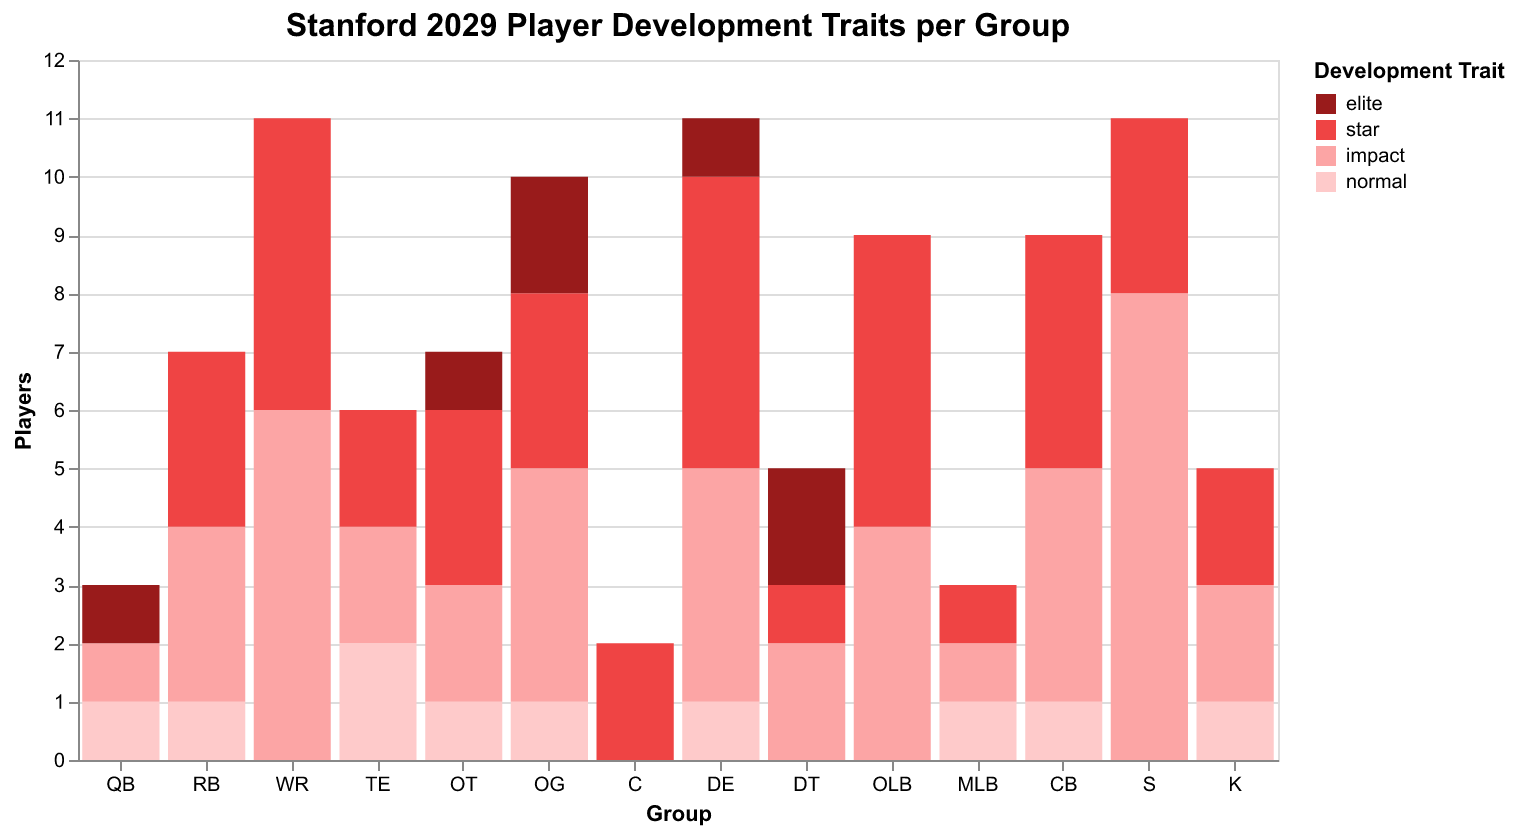 Stanford 2029 Player Development Traits per Group
12
11
10
9
8
7
6
5
4
3
2
1
0
Players
QB RB WR TE OT OG C DE DT OLB MLB CB S K
Group
Development Trait
elite
star
impact
normal